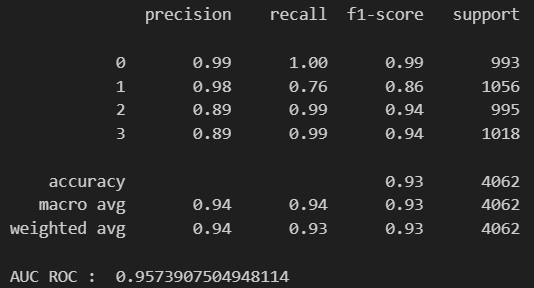 precision recall f1-score support
0 0.99 1.00 0.99 993
1 0.98 0.76 0.86 1056
2 0.89 0.99 0.94 995
3 0.89 0.99 0.94 1018
accuracy 0.93 4062
macro avg 0.94 0.94 0.93 4062
weighted avg 0.94 0.93 0.93 4062
AUC ROC : 0.9573907504948114